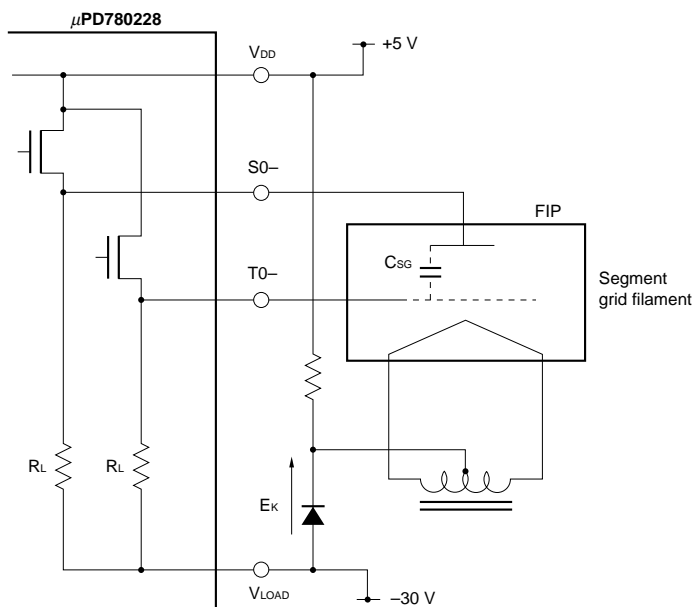 μPD780228
VDD
+5 V
S0–
FIP
CSG
Segment
grid filament
T0–
RL
RL
EK
VLOAD
–30 V